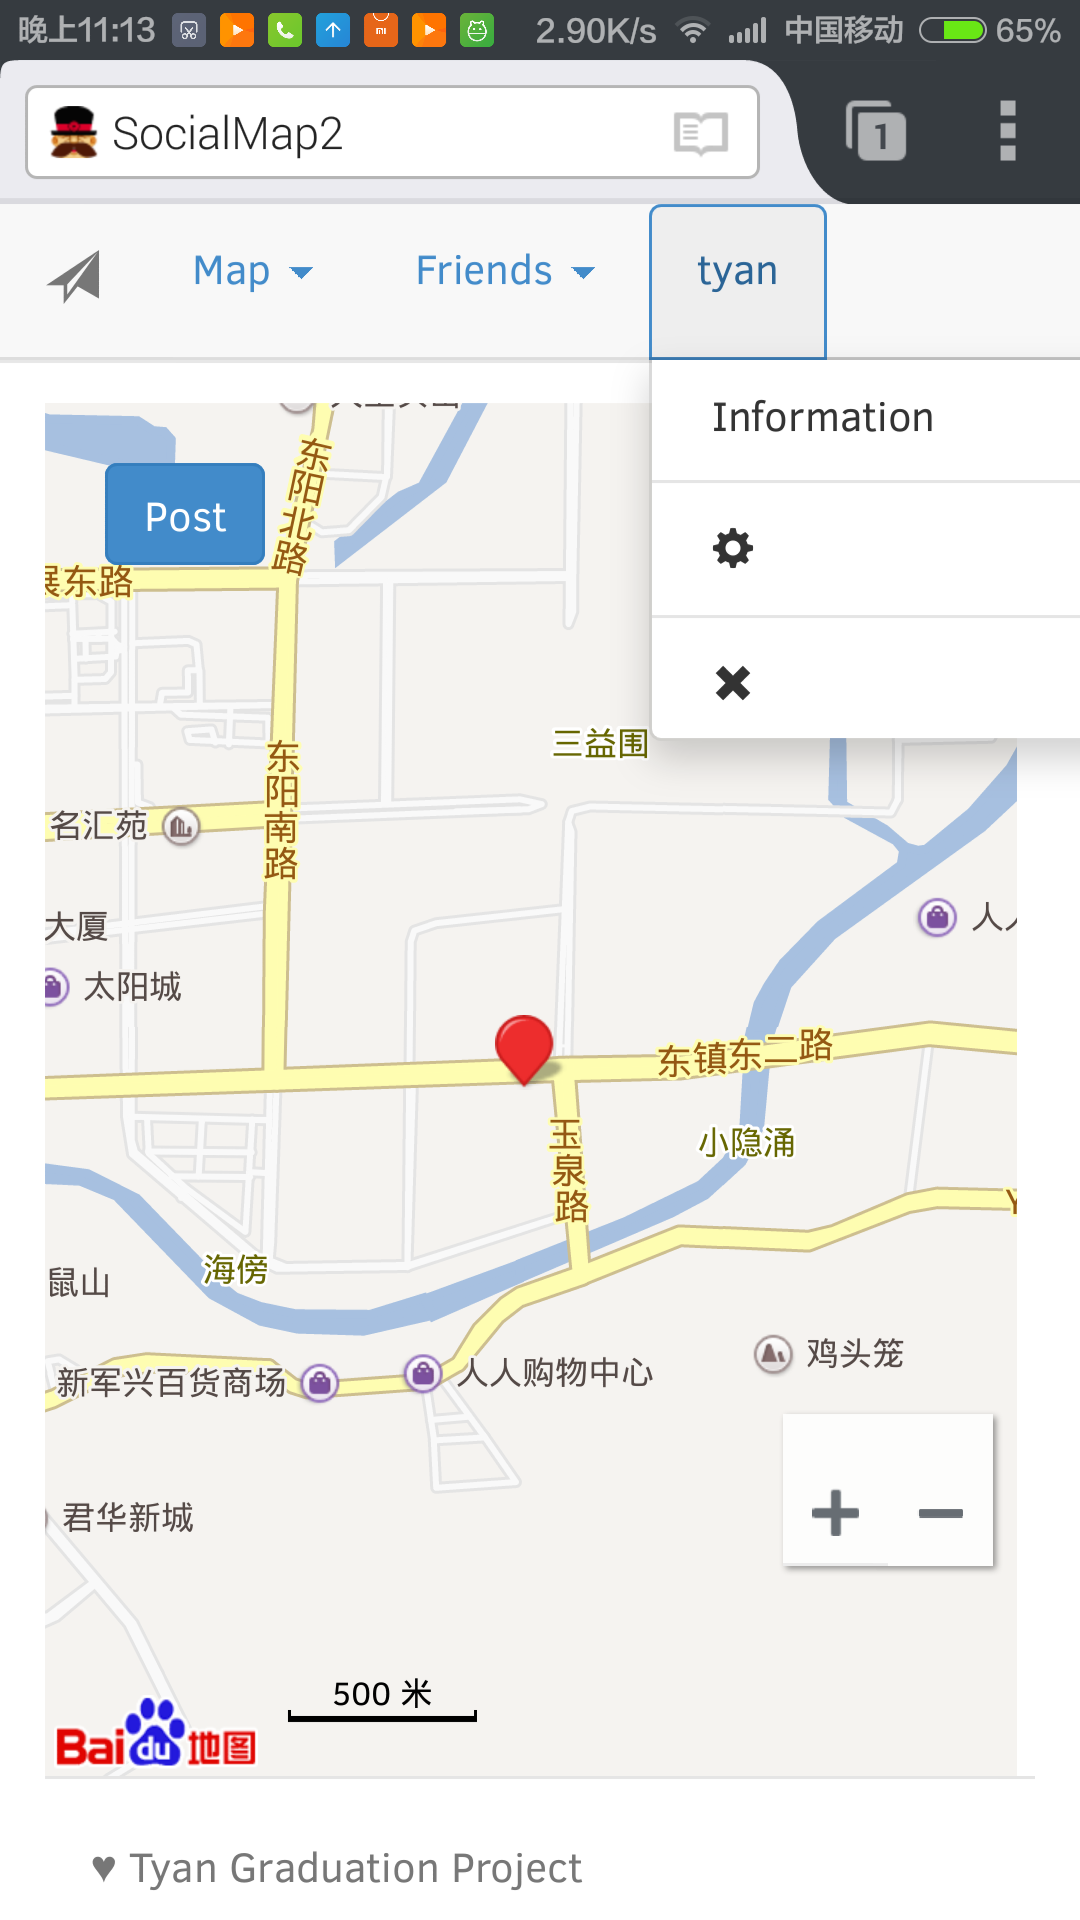 晚上11:13 2.90K/s 中国移动 65%
SocialMap2
1
Map
Friends
tyan
Information
Post
东阳北路
展东路
三益围
东阳南路
名汇苑
大厦
太阳城
人人
东镇东二路
玉泉路
小隐涌
Y
海傍
鼠山
鸡头笼
新军兴百货商场
人人购物中心
君华新城
500 米
Bai du 地图
♥ Tyan Graduation Project